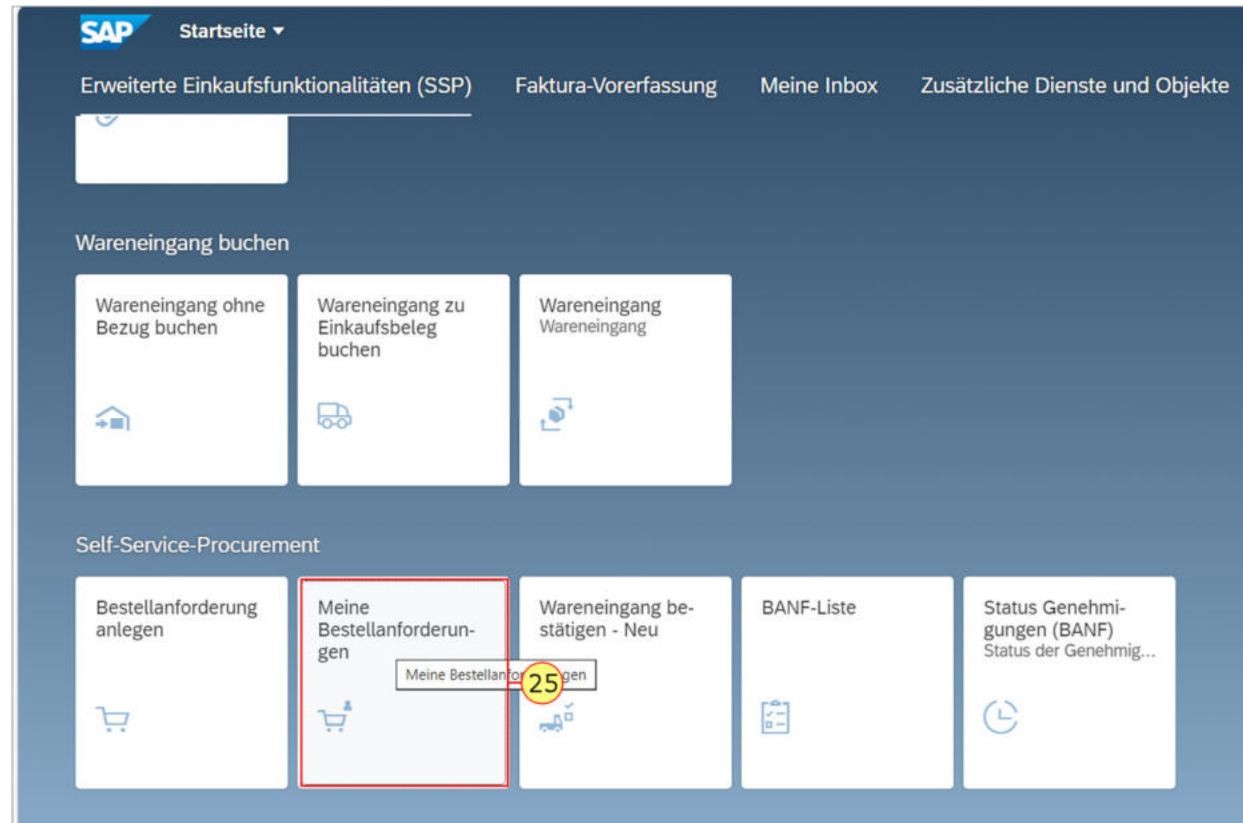 SAP Startseite
Erweiterte Einkaufsfunktionalitäten (SSP) Faktura-Vorerfassung Meine Inbox Zusätzliche Dienste und Objekte
Wareneingang buchen
Wareneingang ohne
Bezug buchen
Wareneingang zu
Einkaufsbeleg
buchen
Wareneingang
Wareneingang
Self-Service-Procurement
Bestellanforderung
anlegen
Meine
Bestellanforderun-
gen
Meine Bestellanfor gen
25
Wareneingang be-
stätigen - Neu
BANF-Liste
Status Genehmi-
gungen (BANF)
Status der Genehmig...